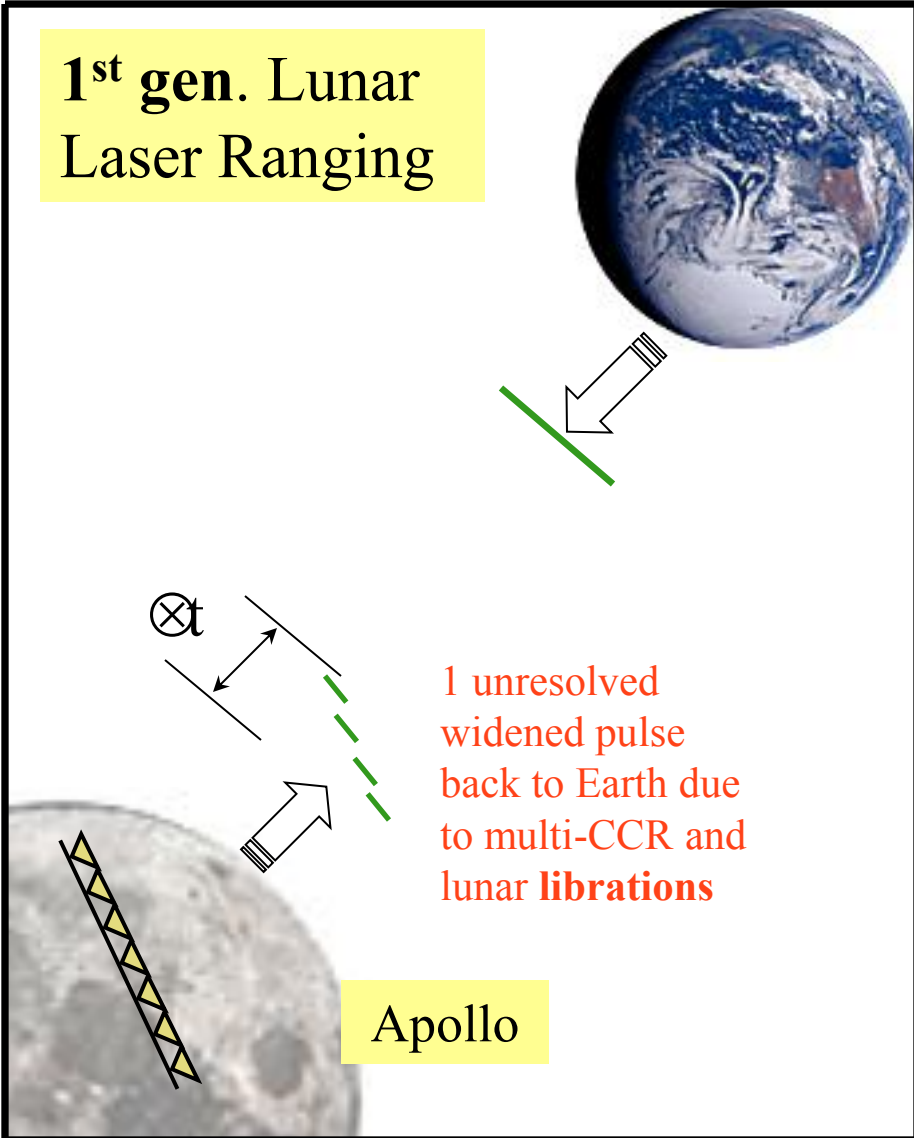 1st gen. Lunar
Laser Ranging
⊗t
1 unresolved
widened pulse
back to Earth due
to multi-CCR and
lunar librations
Apollo